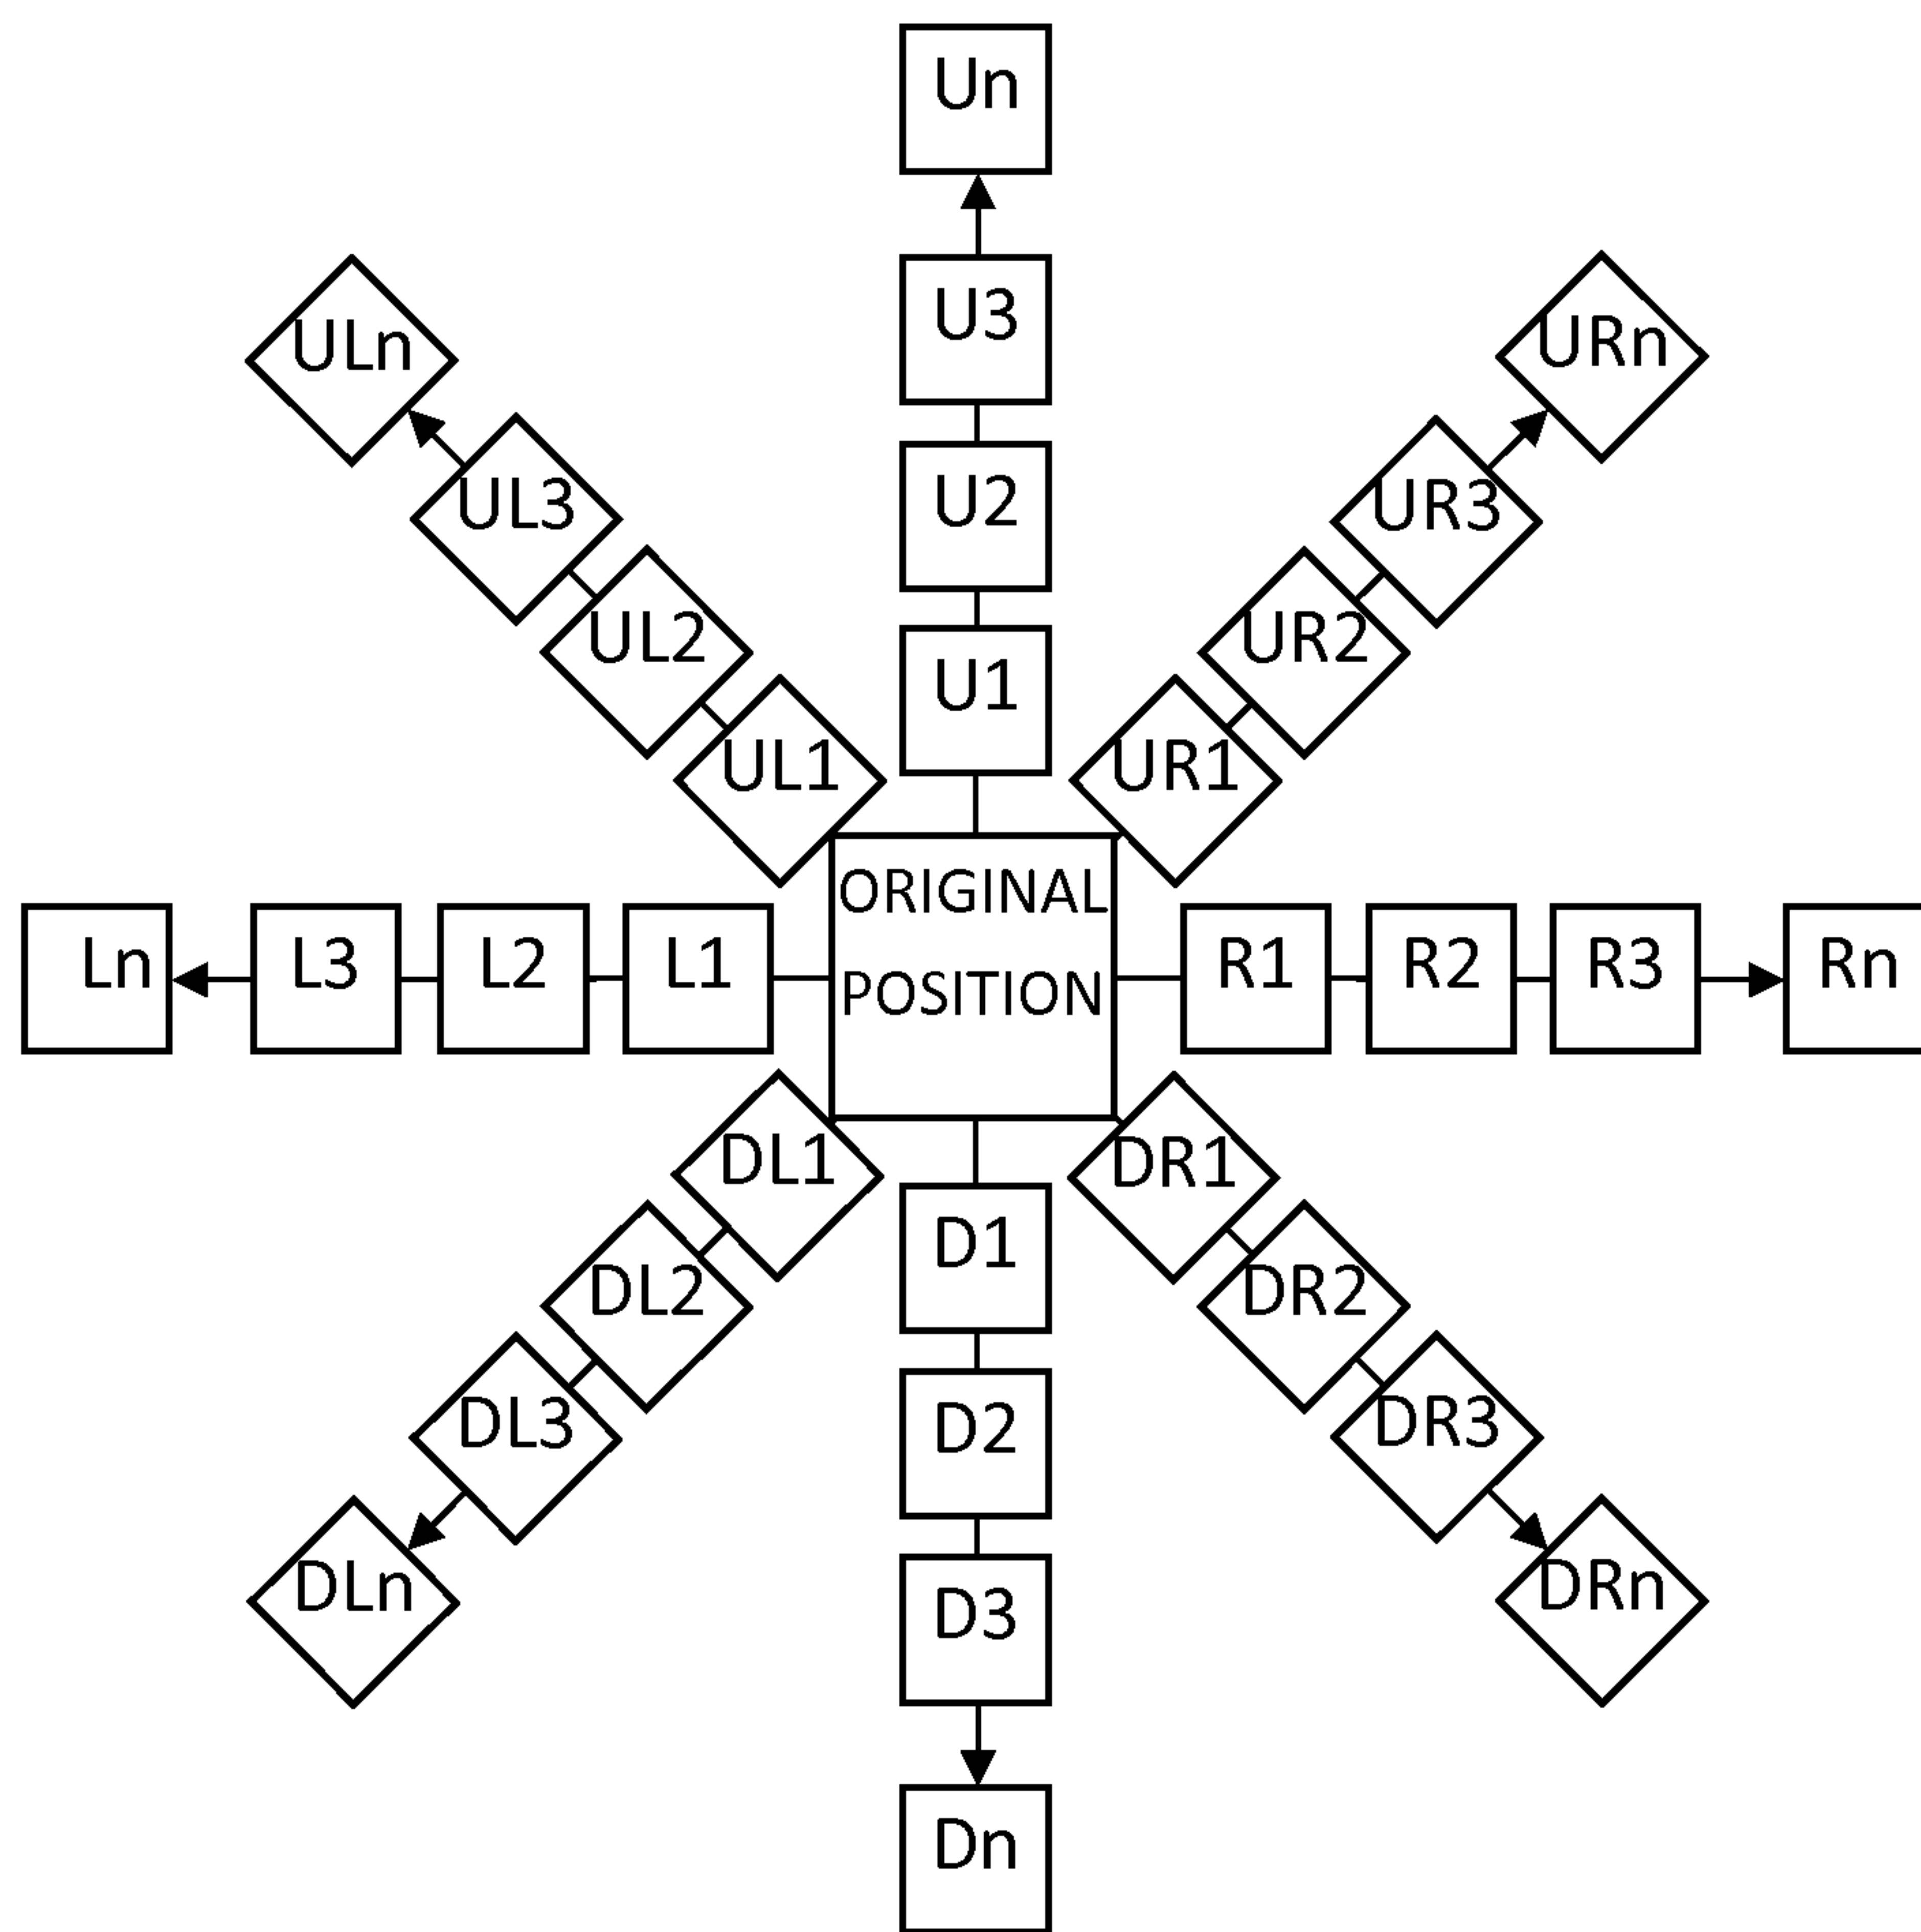 Un
U3
ULn
URn
U2
UL3
UR3
UL2
UR2
U1
UL1
UR1
ORIGINAL
POSITION
Ln
L3
L2
L1
R1
R2
R3
Rn
DL1
DR1
D1
DL2
DR2
DL3
D2
DR3
DLn
DRn
D3
Dn